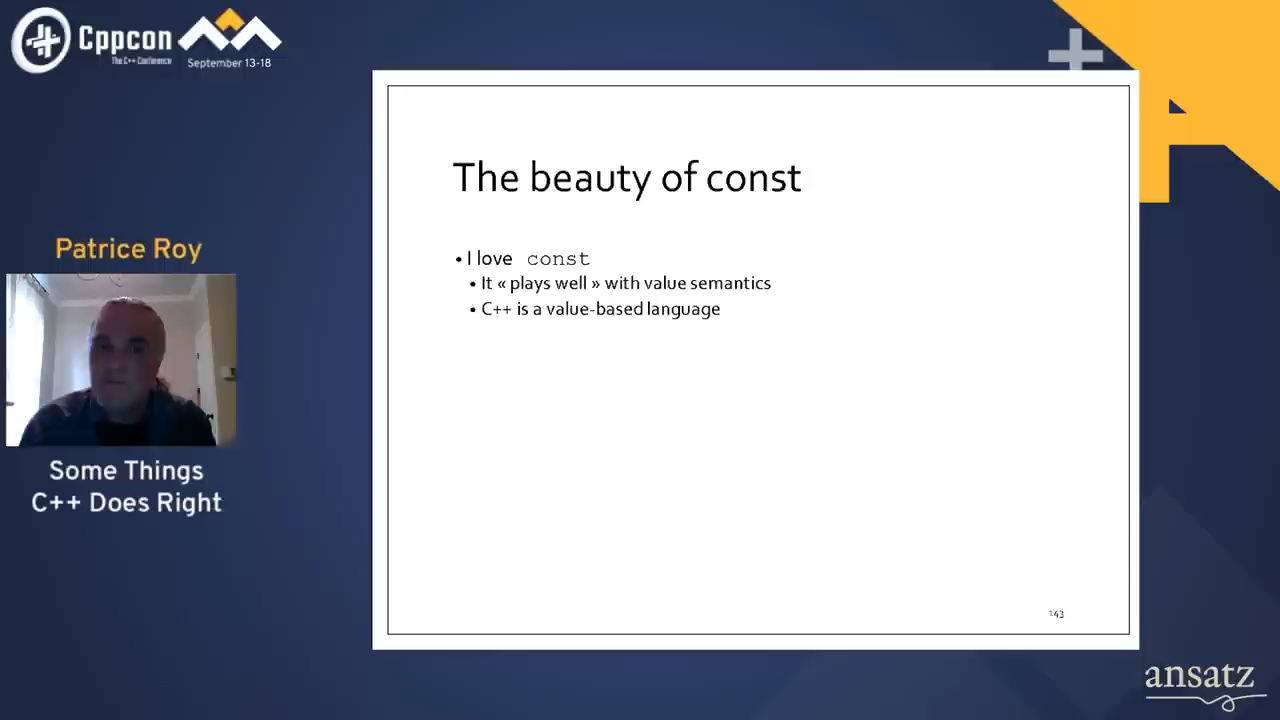 Cppcon
The C++ Conference
September 13-18
Patrice Roy
Some Things
C++ Does Right
The beauty of const
• I love const
• It « plays well » with value semantics
• C++ is a value-based language
143
ansatz